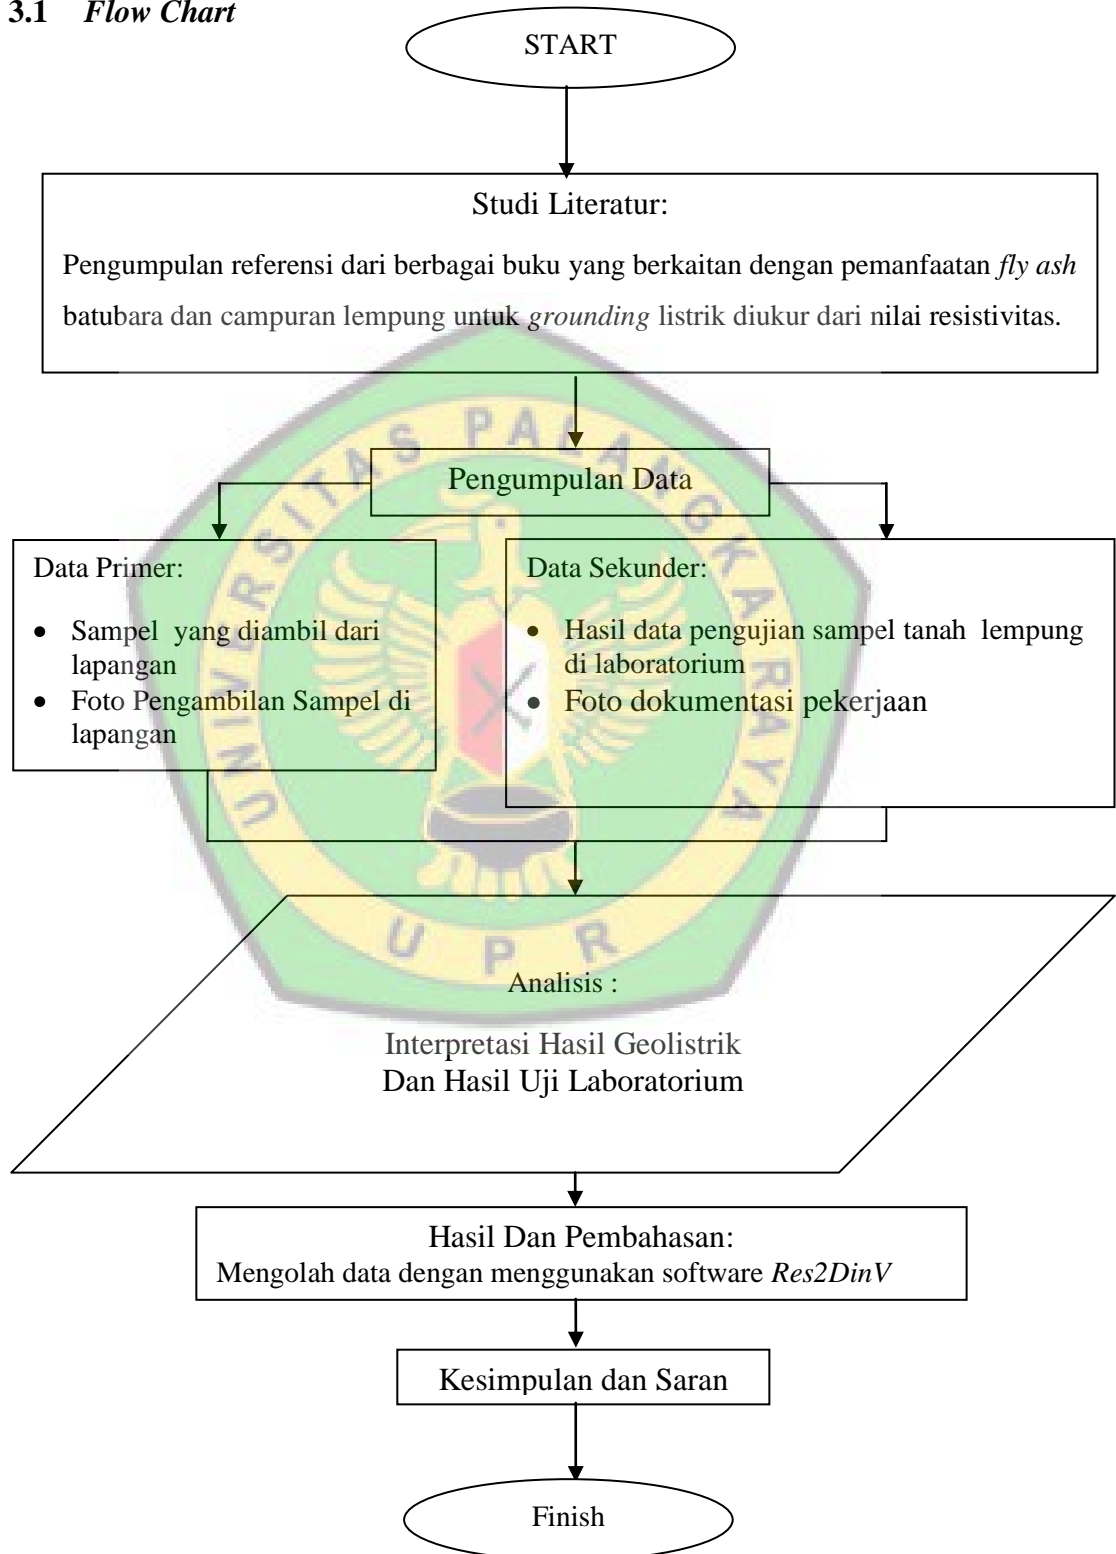 3.1 Flow Chart
START
Studi Literatur:
Pengumpulan referensi dari berbagai buku yang berkaitan dengan pemanfaatan fly ash
batubara dan campuran lempung untuk grounding listrik diukur dari nilai resistivitas.
Pengumpulan Data
Data Primer:
• Sampel yang diambil dari
lapangan
• Foto Pengambilan Sampel di
lapangan
Data Sekunder:
• Hasil data pengujian sampel tanah lempung
di laboratorium
• Foto dokumentasi pekerjaan
UNIVERSITAS PALANGKA RAYA
UPR
Analisis :
Interpretasi Hasil Geolistrik
Dan Hasil Uji Laboratorium
Hasil Dan Pembahasan:
Mengolah data dengan menggunakan software Res2DinV
Kesimpulan dan Saran
Finish